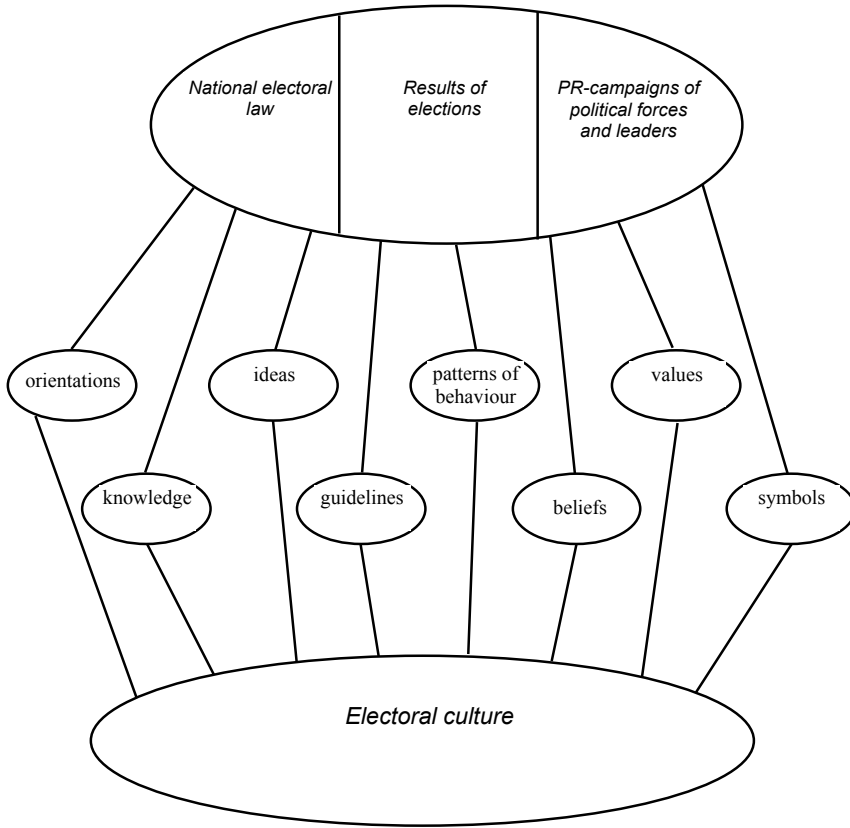 National electoral
law
Results of
elections
PR-campaigns of
political forces
and leaders
orientations
ideas
patterns of
behaviour
values
knowledge
guidelines
beliefs
symbols
Electoral culture